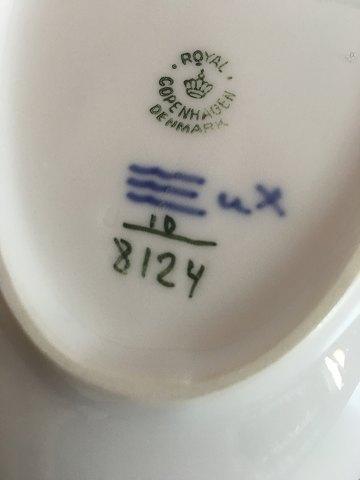 ROYAL
COPENHAGEN
DENMARK
u X
10
8124